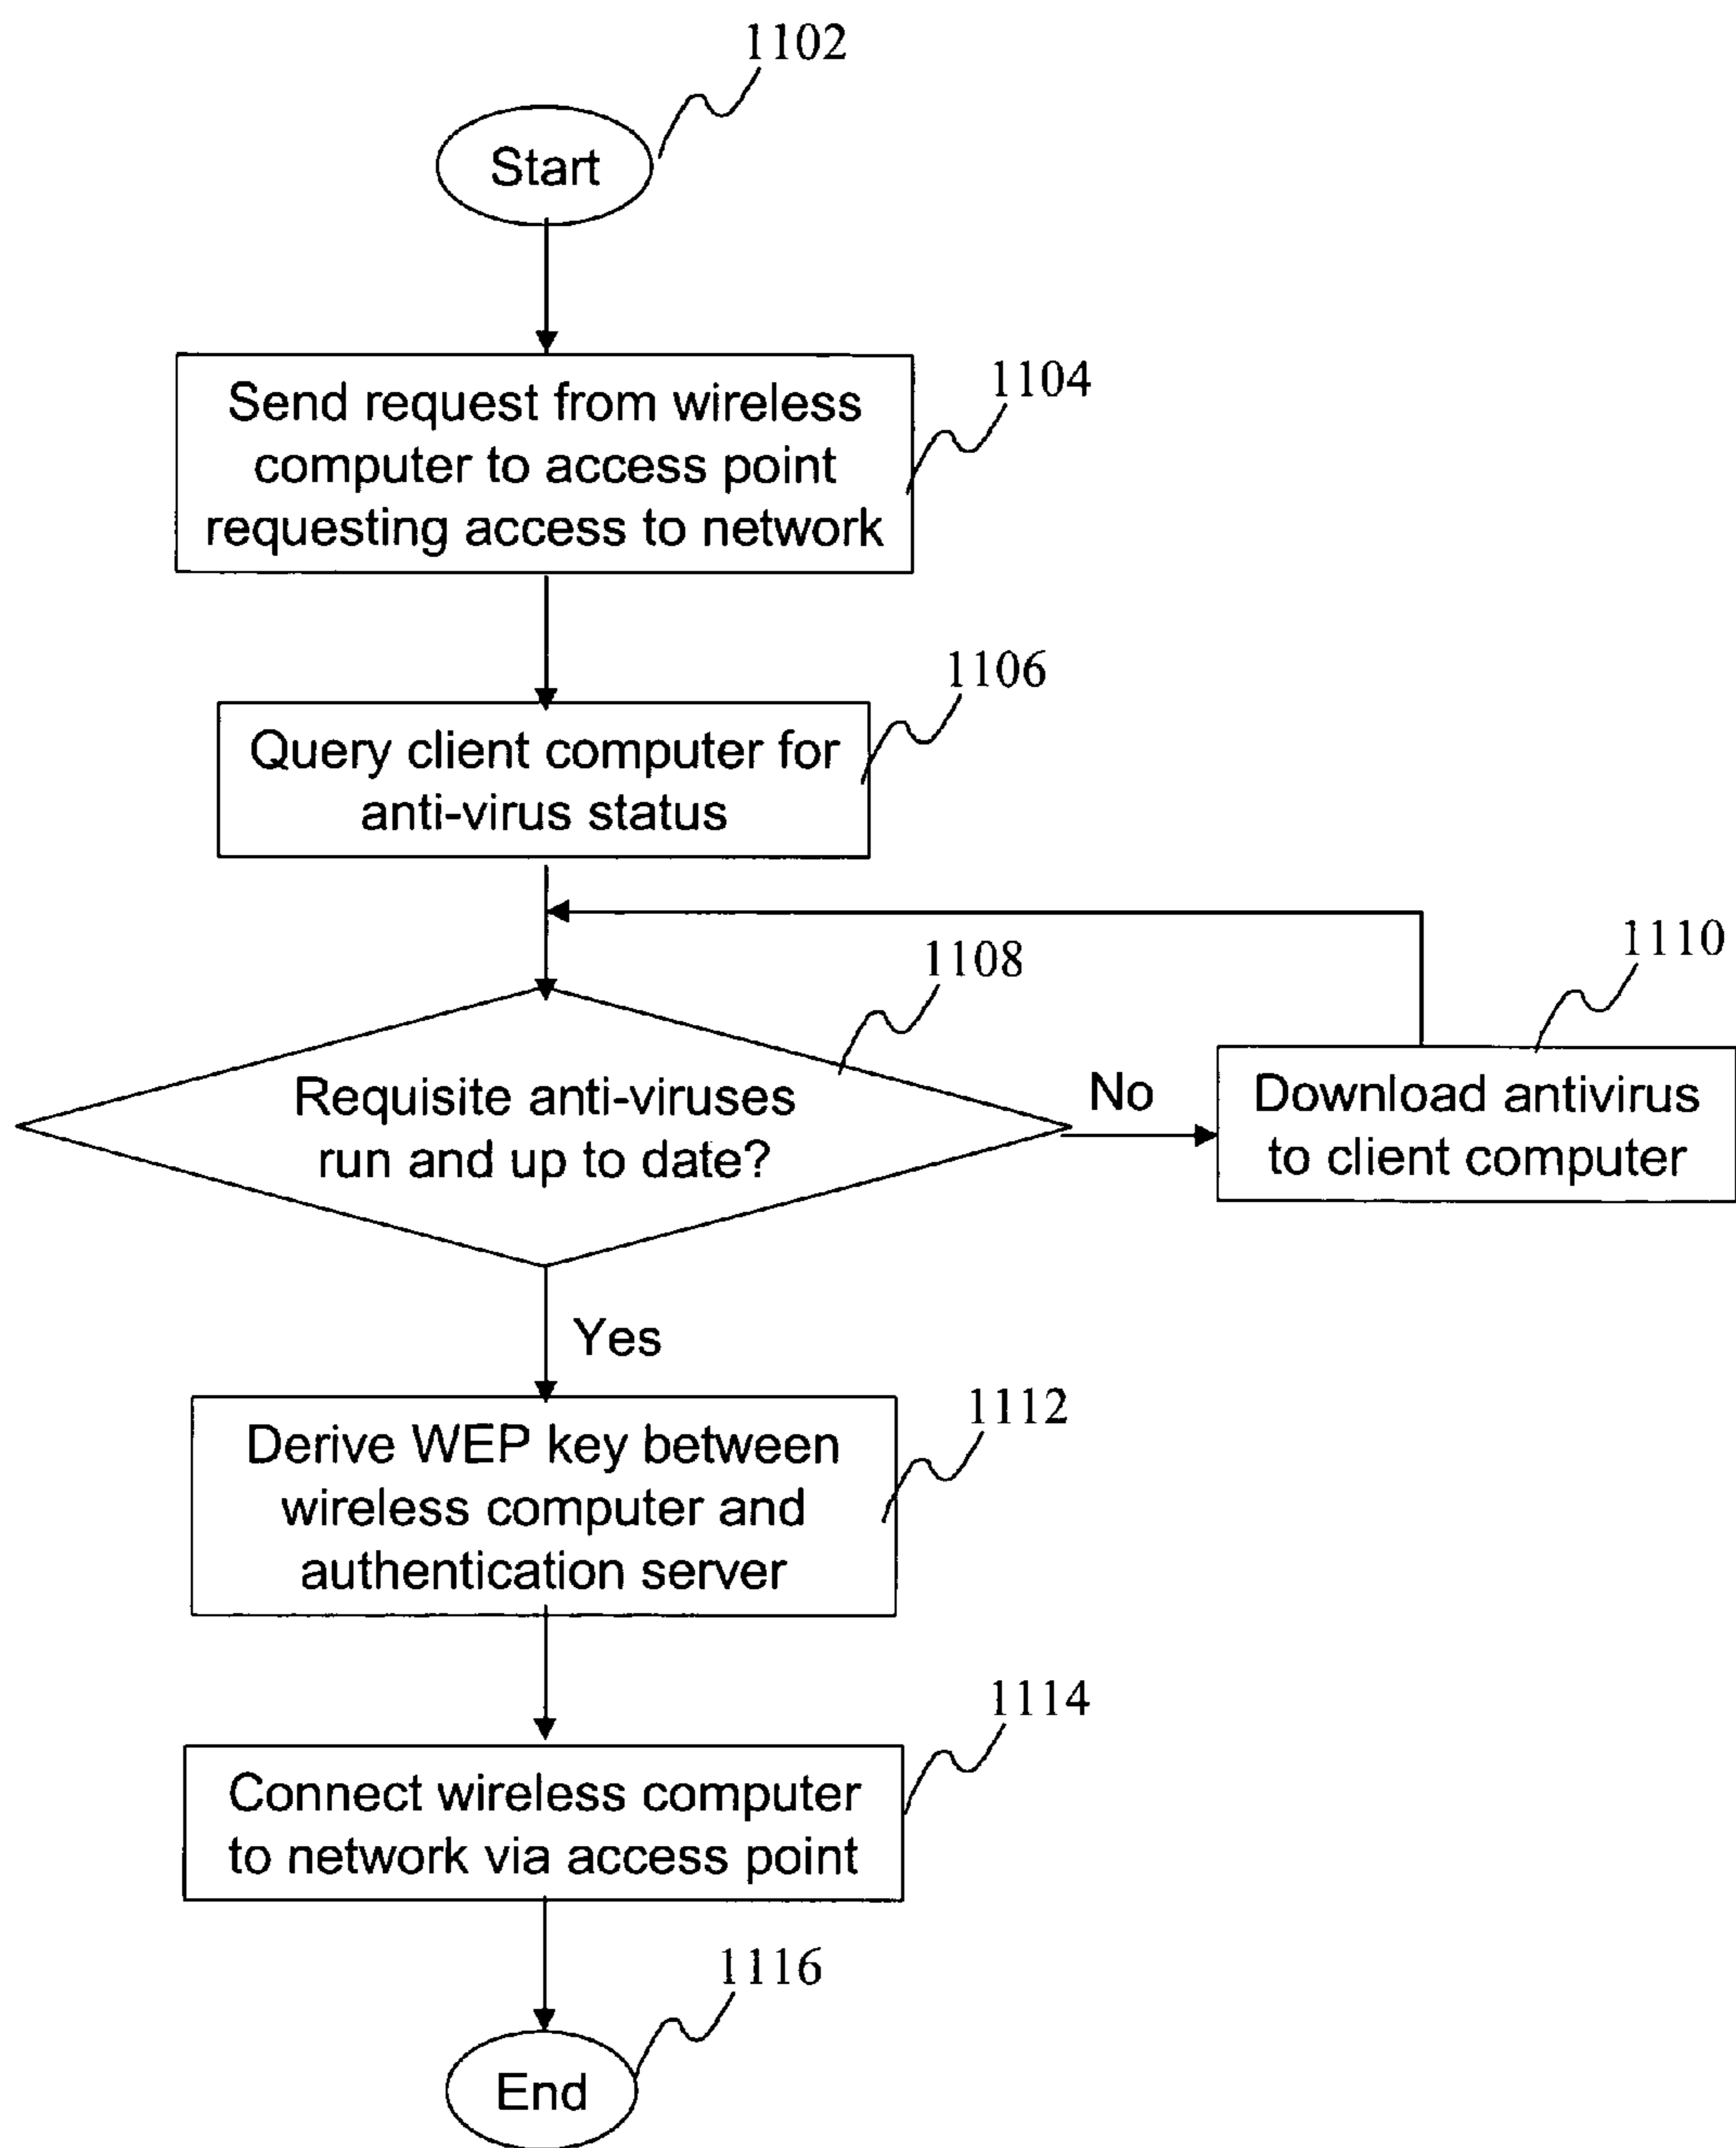 1102
Start
1104
Send request from wireless
computer to access point
requesting access to network
1106
Query client computer for
anti-virus status
1108
Requisite anti-viruses
run and up to date?
No
1110
Download antivirus
to client computer
Yes
1112
Derive WEP key between
wireless computer and
authentication server
1114
Connect wireless computer
to network via access point
1116
End